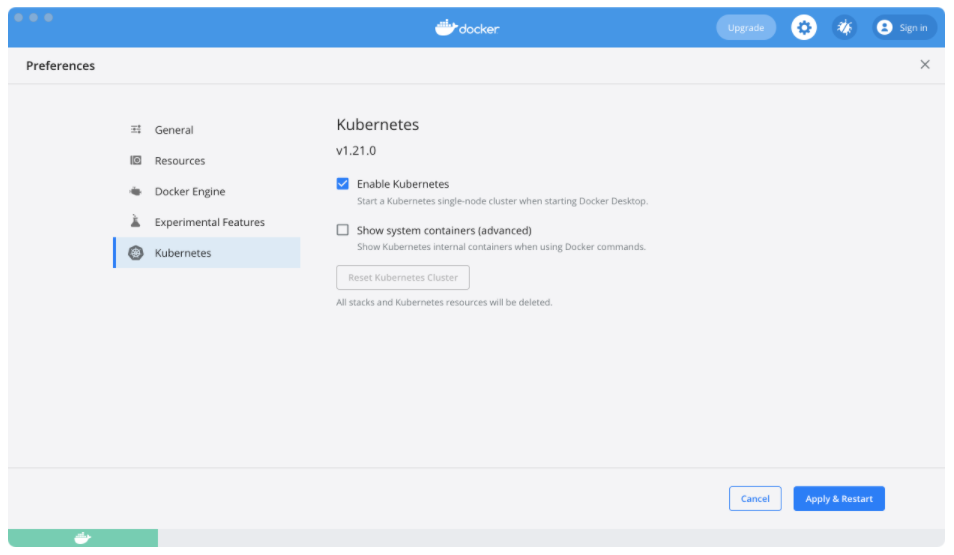 docker
Upgrade
Sign in
Preferences
General
Resources
Docker Engine
Experimental Features
Kubernetes
Kubernetes
v1.21.0
Enable Kubernetes
Start a Kubernetes single-node cluster when starting Docker Desktop.
Show system containers (advanced)
Show Kubernetes internal containers when using Docker commands.
Reset Kubernetes Cluster
All stacks and Kubernetes resources will be deleted.
Cancel
Apply & Restart